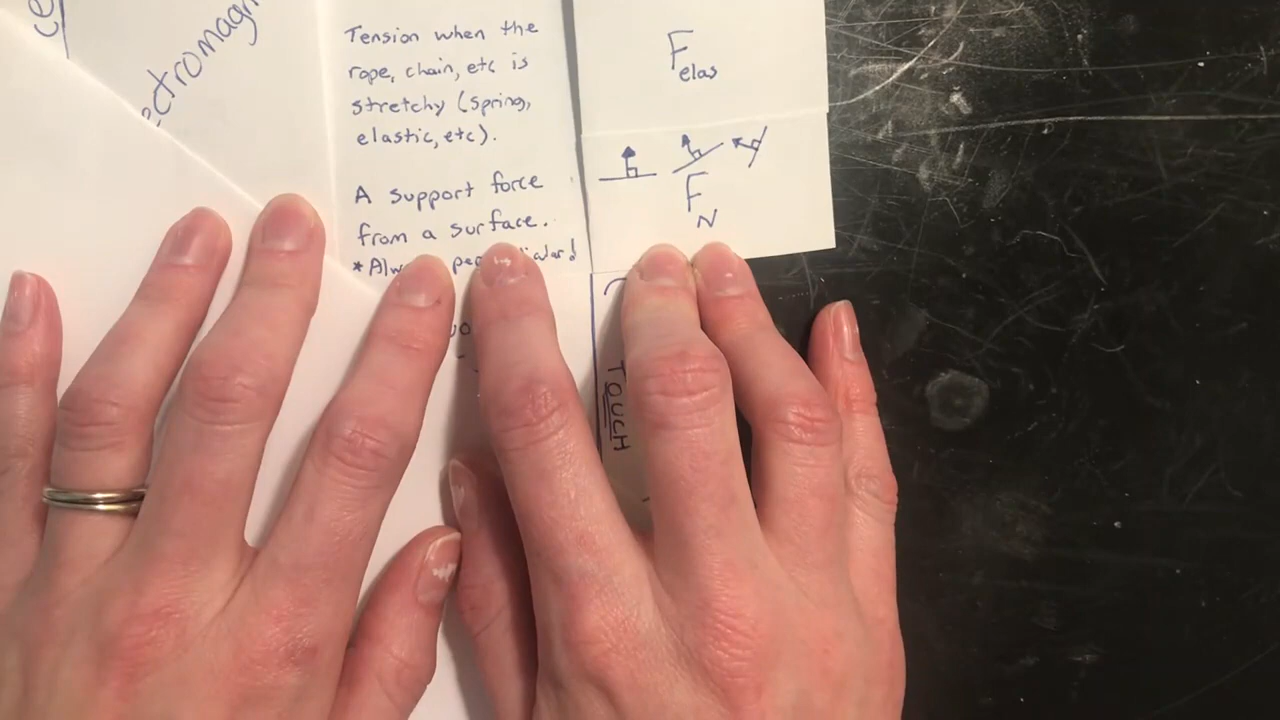 ectromagn
Tension when the
rope, chain, etc is
stretchy (spring,
elastic, etc).
A support force
from a surface.
F elas
F N
TOUCH